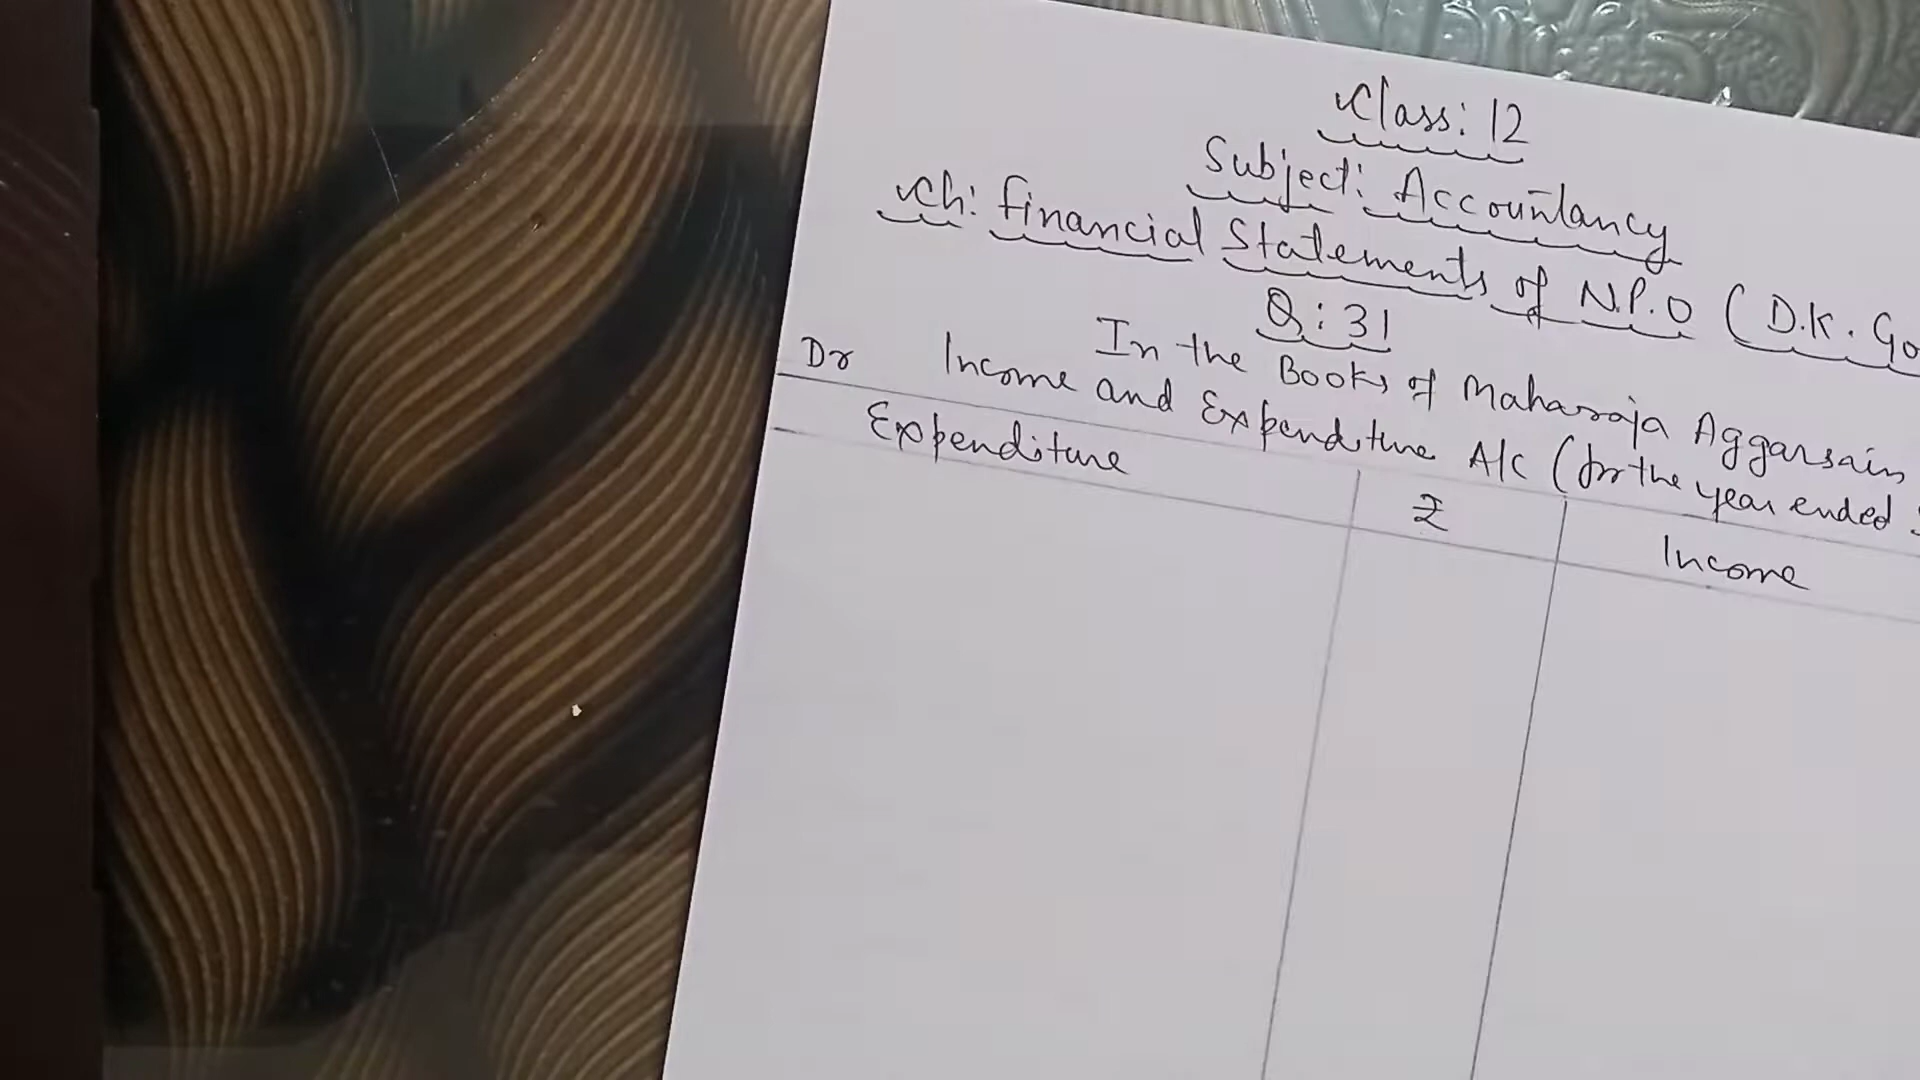 Class: 12
Subject: Accountancy
Ch: Financial Statements of N.P.O (D.K. Go
Q: 31
In the Books of Maharaja Aggarsain
Dr Income and Expenditure A/C (for the year ended
Expenditure ₹ Income